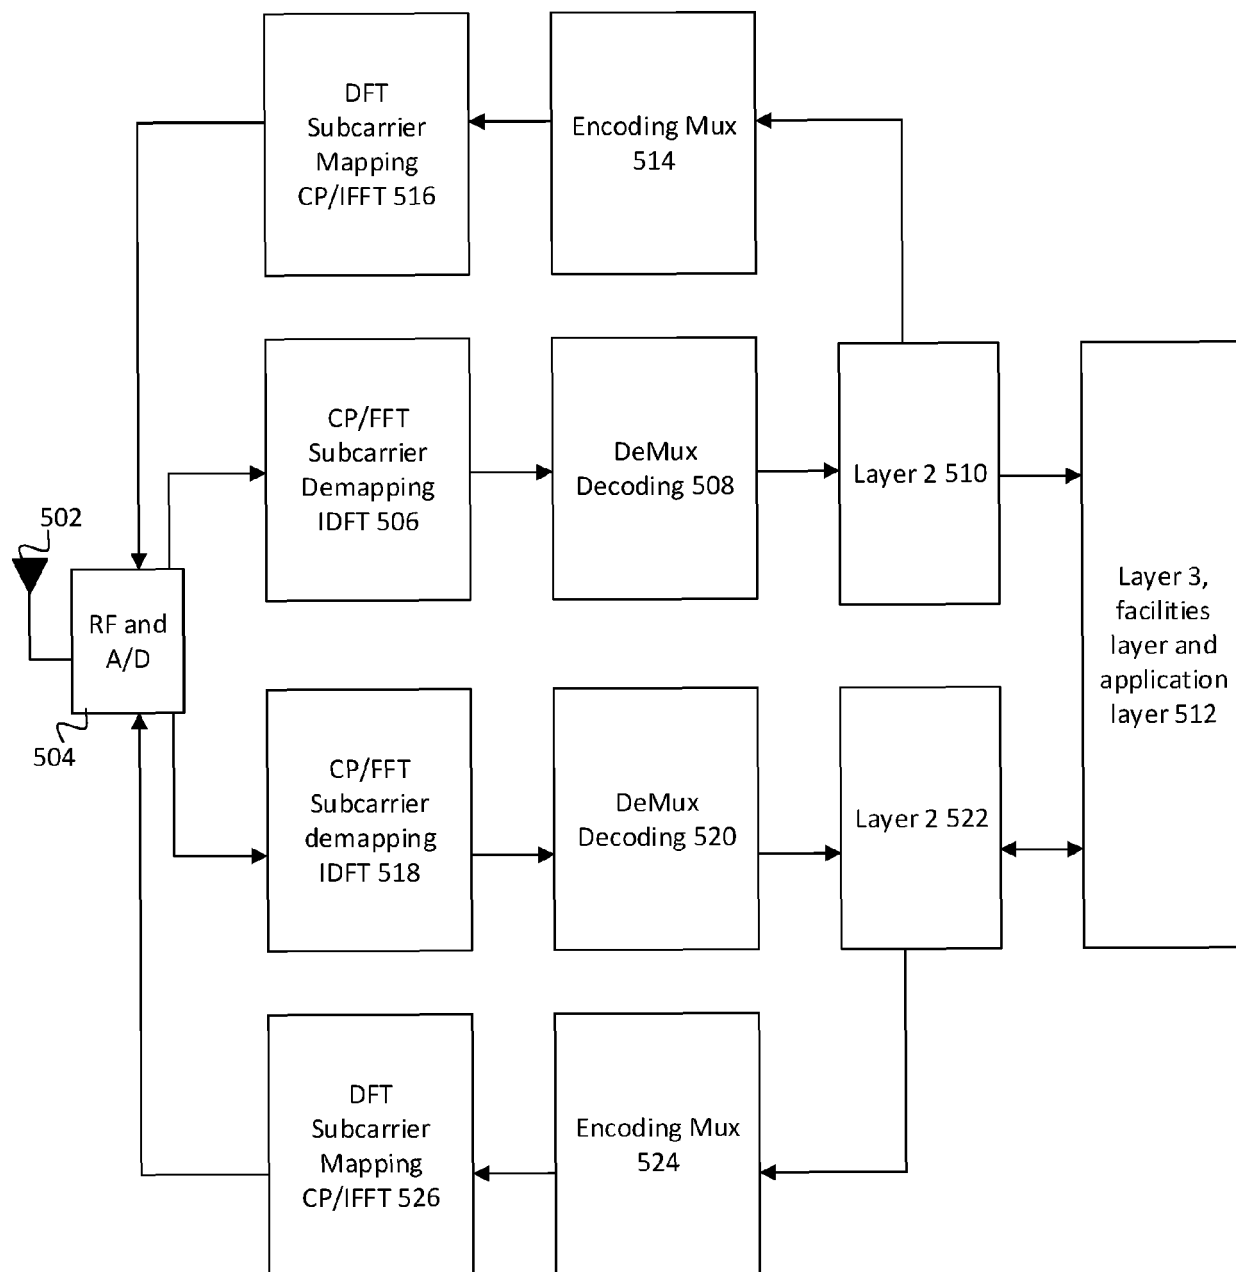 DFT
Subcarrier
Mapping
CP/IFFT 516
Encoding Mux
514
CP/FFT
Subcarrier
Demapping
IDFT 506
DeMux
Decoding 508
Layer 2 510
Layer 3,
facilities
layer and
application
layer 512
502
RF and
A/D
504
CP/FFT
Subcarrier
demapping
IDFT 518
DeMux
Decoding 520
Layer 2 522
DFT
Subcarrier
Mapping
CP/IFFT 526
Encoding Mux
524